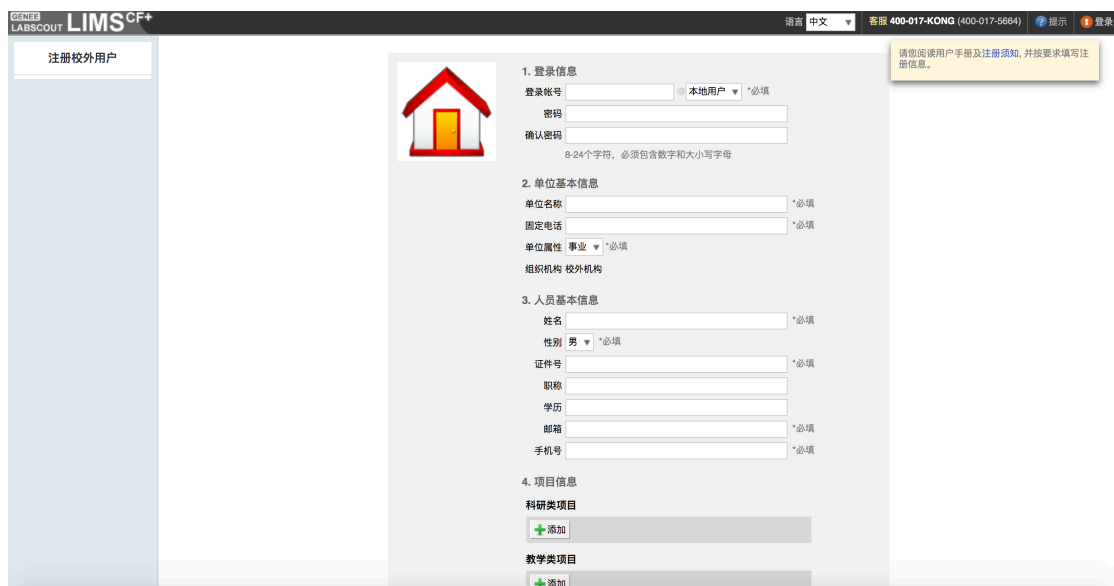 GENEE
LABSCOUT LIMS CF+
语言 中文 客服 400-017-KONG (400-017-5664) 提示 登录
注册校外用户
请您阅读用户手册及注册须知, 并按要求填写注
册信息。
1. 登录信息
登录帐号 @ 本地用户 *必填
密码
确认密码
8-24个字符，必须包含数字和大小写字母
2. 单位基本信息
单位名称 *必填
固定电话 *必填
单位属性 事业 *必填
组织机构 校外机构
3. 人员基本信息
姓名 *必填
性别 男 *必填
证件号 *必填
职称
学历
邮箱 *必填
手机号 *必填
4. 项目信息
科研类项目
添加
教学类项目
添加